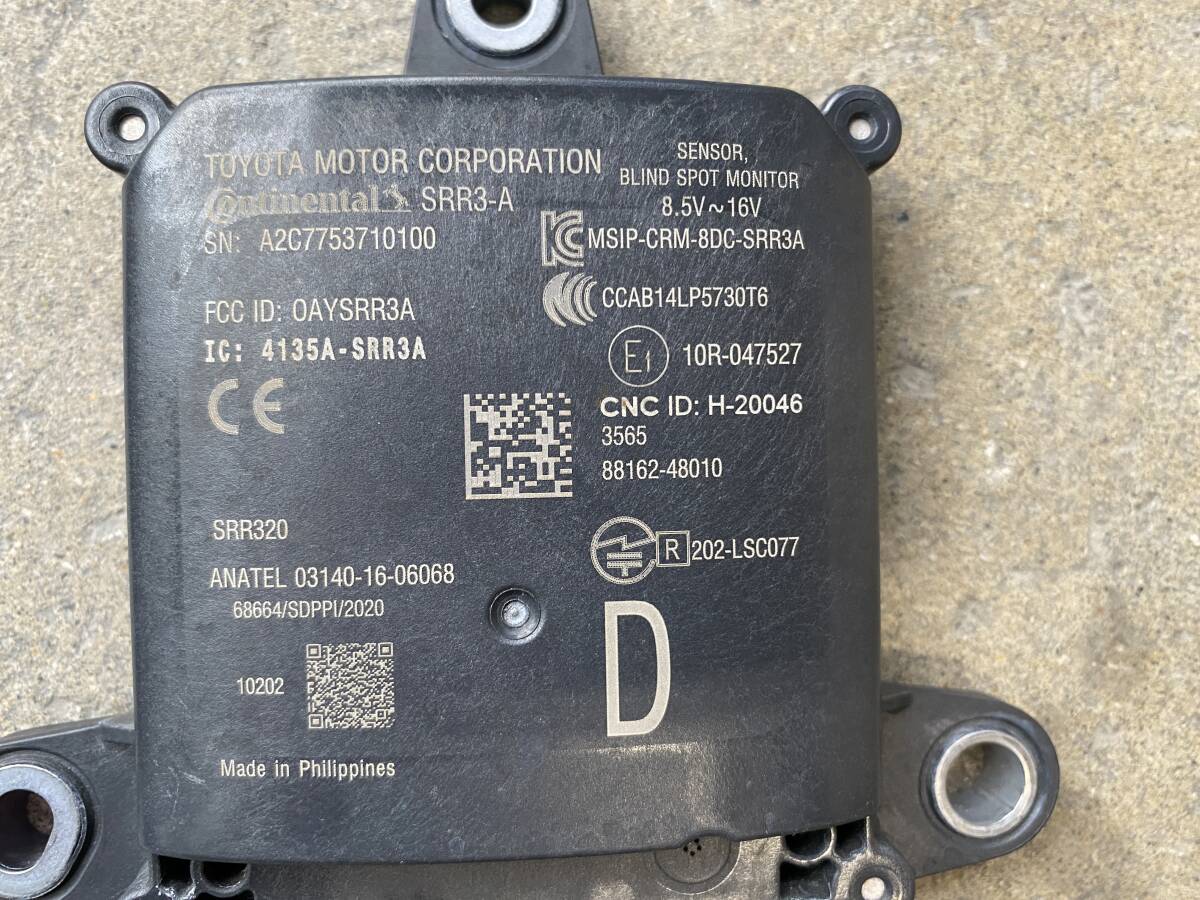 TOYOTA MOTOR CORPORATION
Continental SRR3-A
SN: A2C7753710100
SENSOR,
BLIND SPOT MONITOR
8.5V~16V
MSIP-CRM-8DC-SRR3A
CCAB14LP5730T6
FCC ID: OAYSRR3A
IC: 4135A-SRR3A
CE
E1 10R-047527
CNC ID: H-20046
3565
88162-48010
SRR320
R 202-LSC077
ANATEL 03140-16-06068
68664/SDPPI/2020
D
10202
Made in Philippines